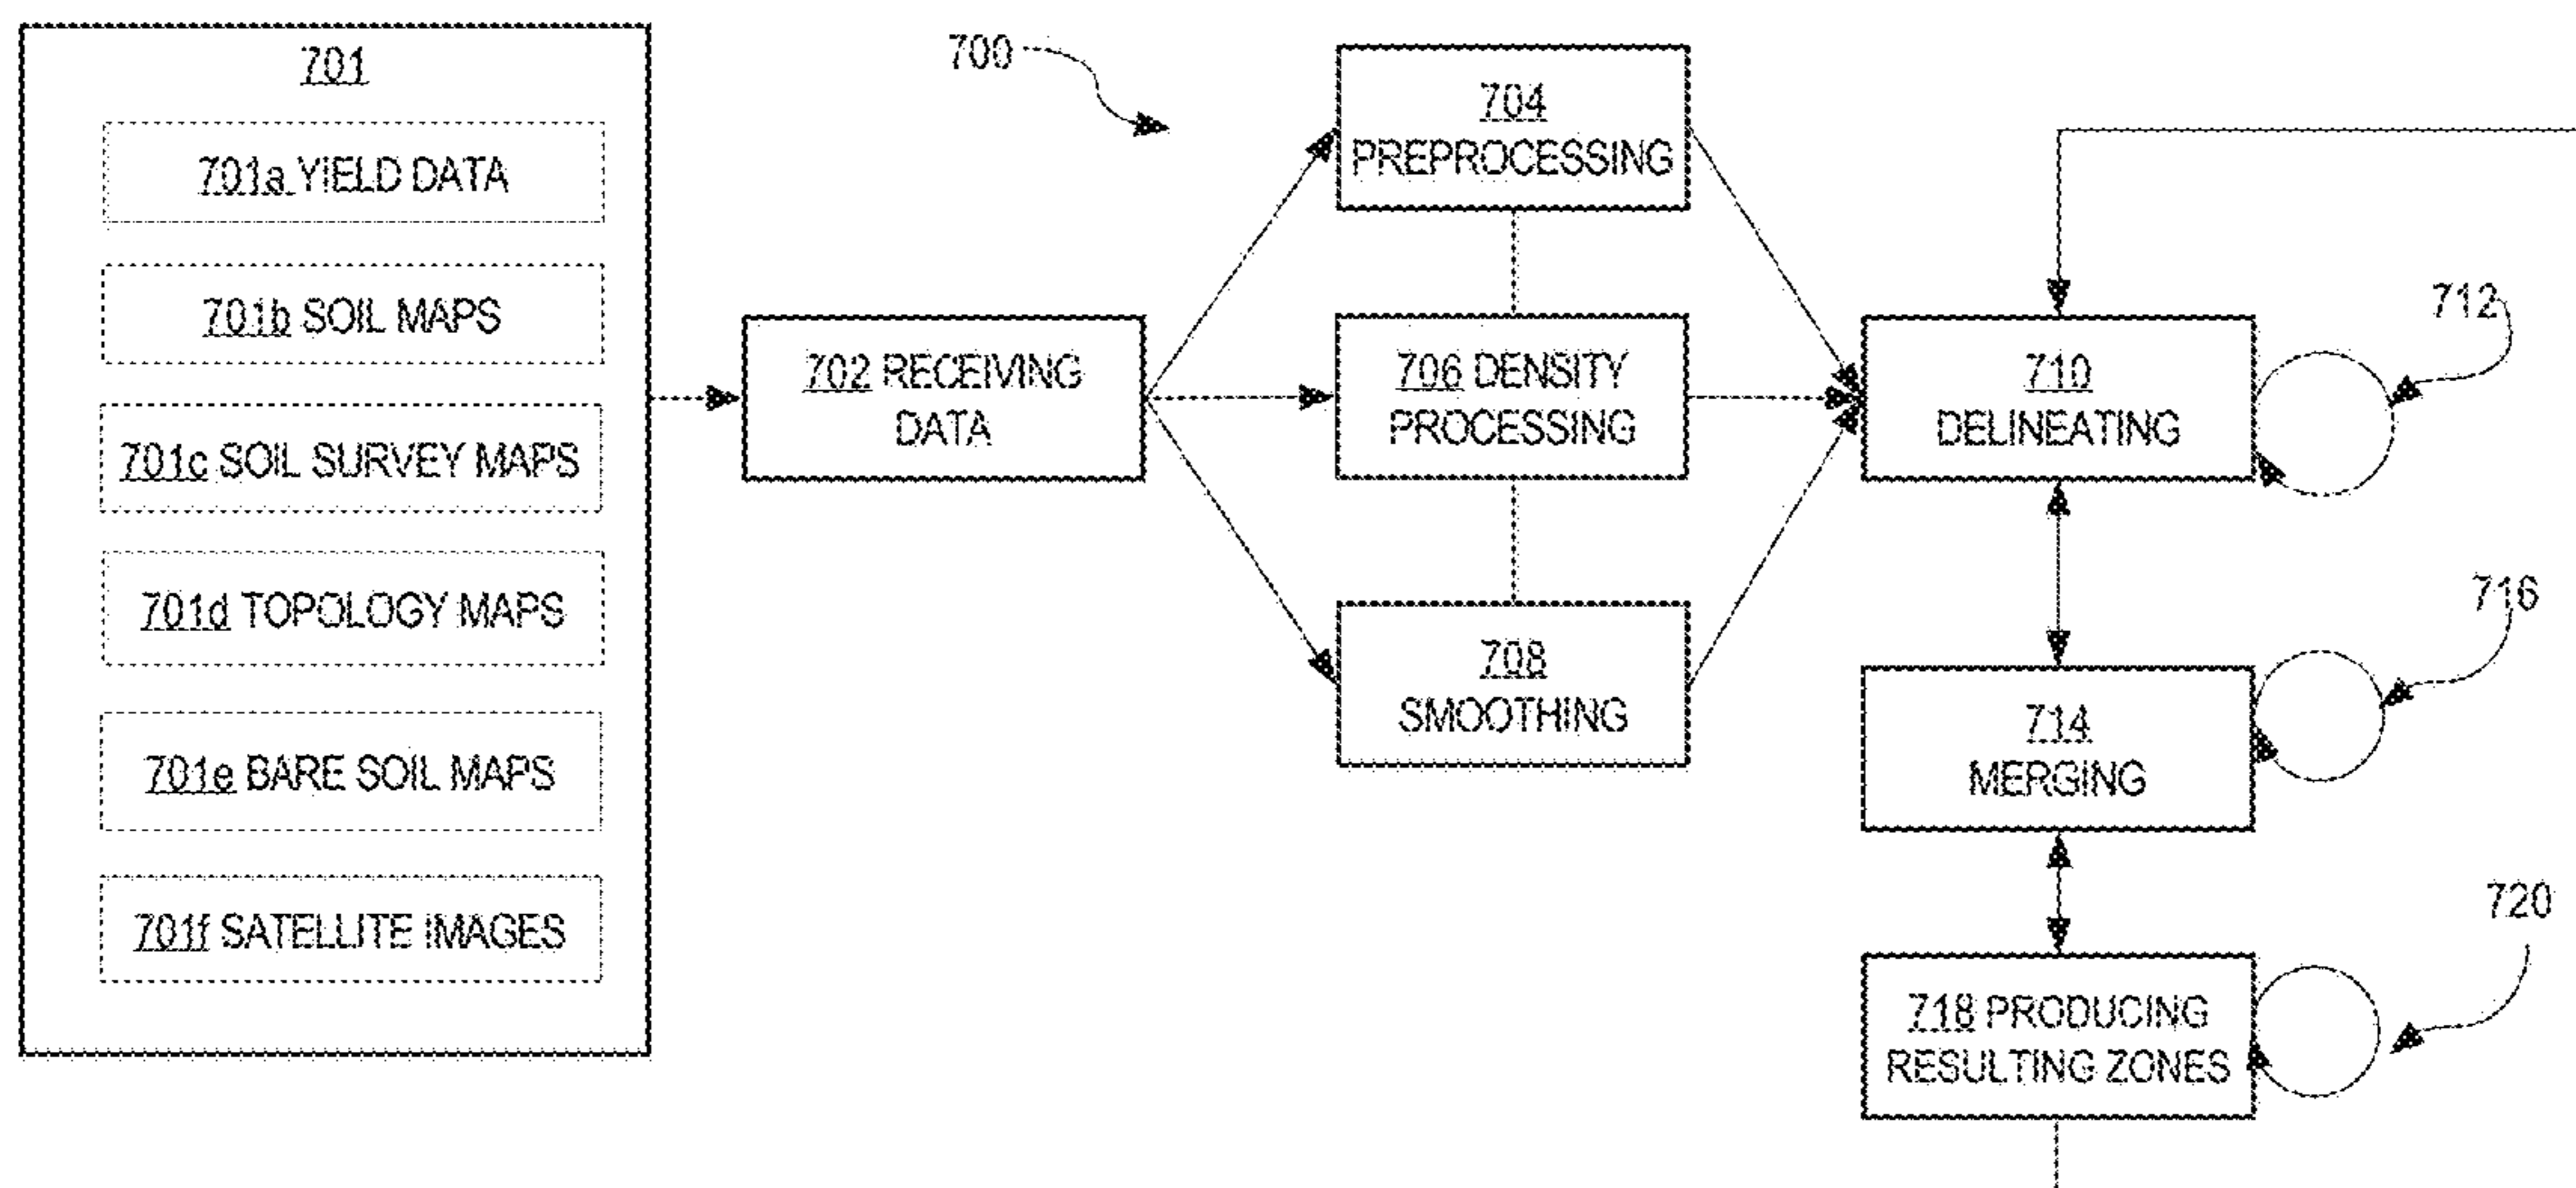 701
701a YIELD DATA
701b SOIL MAPS
701c SOIL SURVEY MAPS
701d TOPOLOGY MAPS
701e BARE SOIL MAPS
701f SATELLITE IMAGES
702 RECEIVING
DATA
700
704
PREPROCESSING
706 DENSITY
PROCESSING
708
SMOOTHING
710
DELINEATING
712
714
MERGING
716
718 PRODUCING
RESULTING ZONES
720